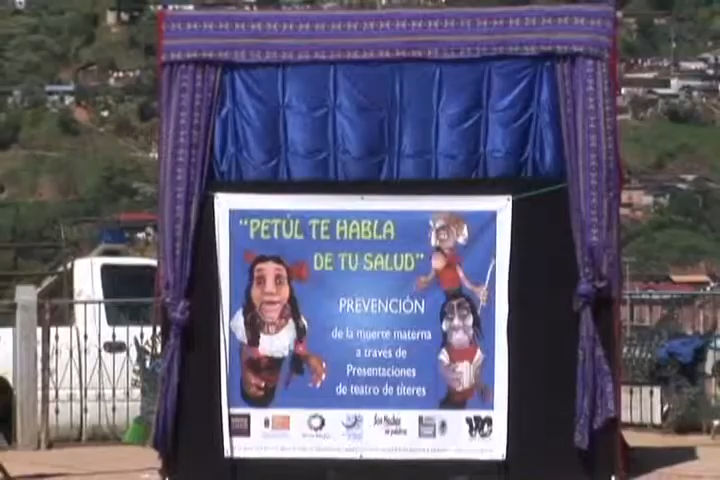 "PETÚL TE HABLA
DE TU SALUD"
PREVENCIÓN
de la muerte materna
a través de
Presentaciones
de teatro de títeres